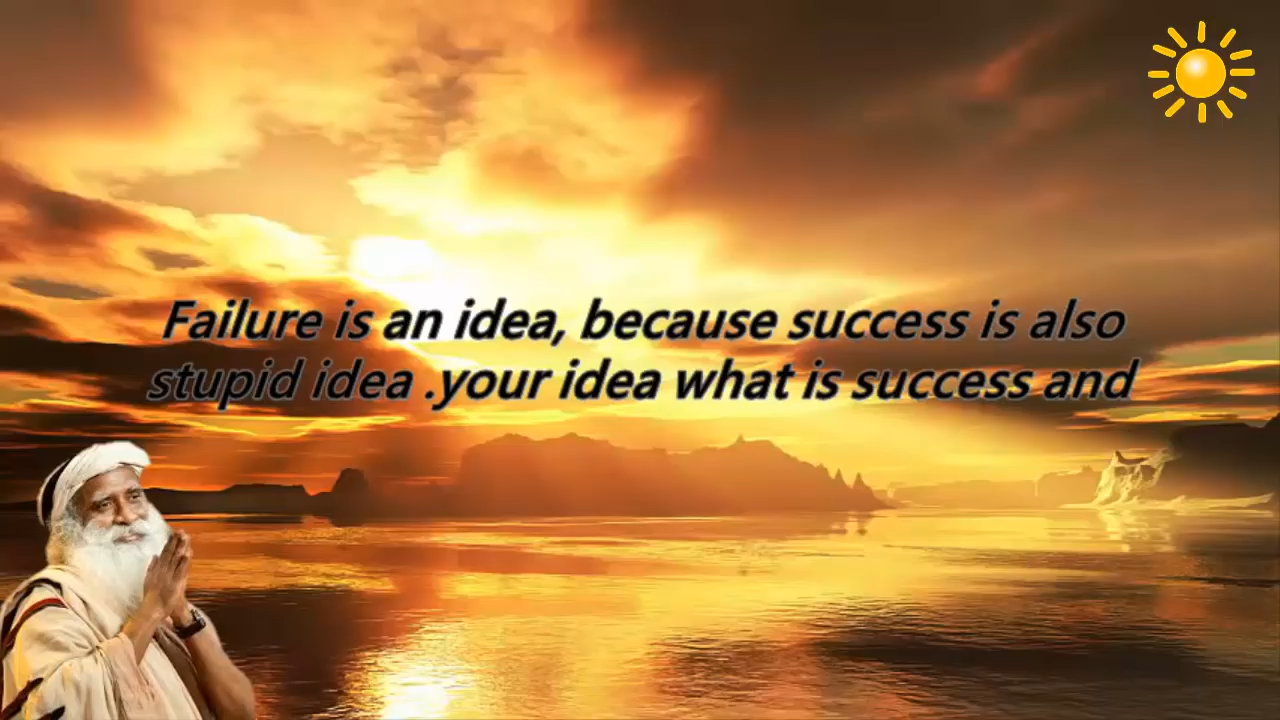 Failure is an idea, because success is also
stupid idea .your idea what is success and